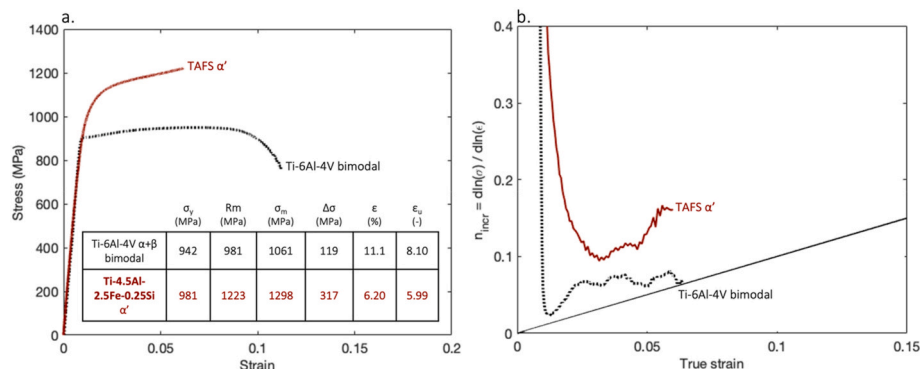 a.
1400
1200
1000
800
600
400
200
0
Stress (MPa)
0 0.05 0.1 0.15 0.2
Strain
TAFS α’
Ti-6Al-4V bimodal
σy (MPa) Rm (MPa) σm (MPa) Δσ (MPa) ε (%) εu (-)
Ti-6Al-4V α+β bimodal 942 981 1061 119 11.1 8.10
Ti-4.5Al-2.5Fe-0.25Si α’ 981 1223 1298 317 6.20 5.99
b.
0.4
0.3
0.2
0.1
0
n incr = dln(σ) / dln(ϵ)
0 0.05 0.1 0.15
True strain
TAFS α’
Ti-6Al-4V bimodal